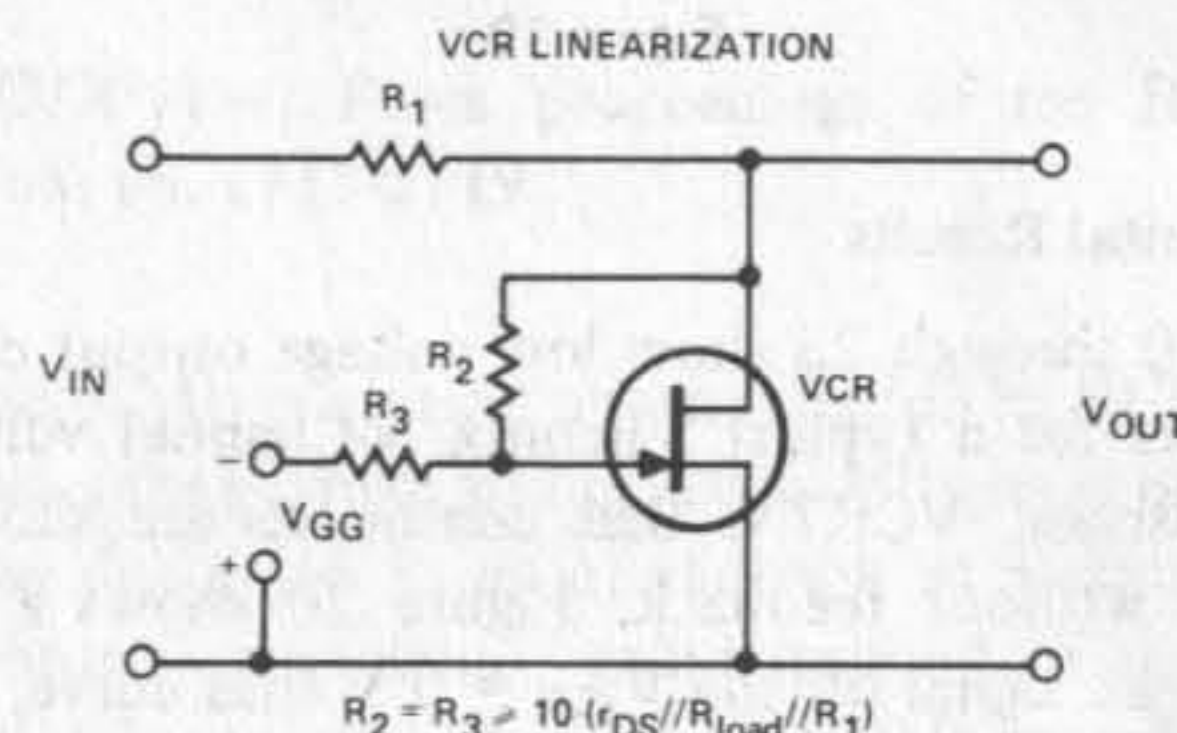 VCR LINEARIZATION
R1
VIN
R2
R3
VCR
VOUT
−
VGG
+
R2 = R3 ⩾ 10 (rDS//Rload//R1)